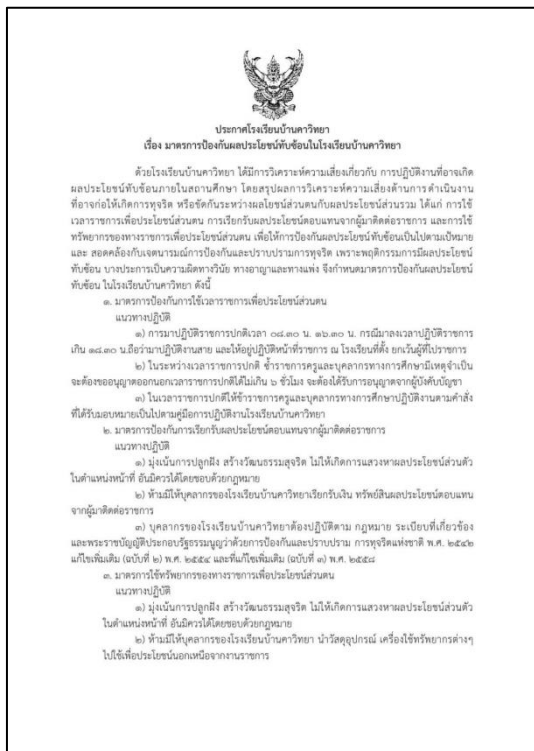 ประกาศโรงเรียนบ้านคาวิทยา
เรื่อง มาตรการป้องกันผลประโยชน์ทับซ้อนในโรงเรียนบ้านคาวิทยา
ด้วยโรงเรียนบ้านคาวิทยา ได้มีการวิเคราะห์ความเสี่ยงเกี่ยวกับ การปฏิบัติงานที่อาจเกิด
ผลประโยชน์ทับซ้อนภายในสถานศึกษา โดยสรุปผลการวิเคราะห์ความเสี่ยงด้านการดำเนินงาน
ที่อาจก่อให้เกิดการทุจริต หรือขัดกันระหว่างผลโยชน์ส่วนตนกับผลประโยชน์ส่วนรวม ได้แก่ การใช้
เวลาราชการเพื่อประโยชน์ส่วนตน การเรียกรับผลโยชน์ตอบแทนจากผู้มาติดต่อราชการ และการใช้
ทรัพยากรของทางราชการเพื่อประโยชน์ส่วนตน เพื่อให้การป้องกันผลประโยชน์ทับซ้อนเป็นไปตามเป้าหมาย
และ สอดคล้องกับเจตนารมณ์การป้องกันและปราบปรามการทุจริต เพราะพฤติกรรมการมีผลประโยชน์
ทับซ้อน บางประการเป็นความผิดทางวินัย ทางอาญาและทางแพ่ง จึงกำหนดมาตรการป้องกันผลประโยชน์
ทับซ้อน ในโรงเรียนบ้านคาวิทยา ดังนี้
๑. มาตรการป้องกันการใช้เวลาราชการเพื่อประโยชน์ส่วนตน
แนวทางปฏิบัติ
๑) การมาปฏิบัติราชการปกติเวลา ๐๘.๓๐ น. ๑๖.๓๐ น. กรณีมาลงเวลาปฏิบัติราชการ
เกิน ๑๘.๓๐ น.ถือว่ามาปฏิบัติงานสาย และให้อยู่ปฏิบัติหน้าที่ราชการ ณ โรงเรียนที่ตั้ง ยกเว้นผู้ที่ไปราชการ
๒) ในระหว่างเวลาราชการปกติ ข้าราชการครูและบุคลากรทางการศึกษามีเหตุจำเป็น
จะต้องขออนุญาตออกนอกเวลาราชการปกติได้ไม่เกิน ๖ ชั่วโมง จะต้องได้รับการอนุญาตจากผู้บังคับบัญชา
๓) ในเวลาราชการปกติให้ข้าราชการครูและบุคลากรทางการศึกษาปฏิบัติงานตามคำสั่ง
ที่ได้รับมอบหมายเป็นไปตามคู่มือการปฏิบัติงานโรงเรียนบ้านคาวิทยา
๒. มาตรการป้องกันการเรียกรับผลประโยชน์ตอบแทนจากผู้มาติดต่อราชการ
แนวทางปฏิบัติ
๑) มุ่งเน้นการปลูกฝัง สร้างวัฒนธรรมสุจริต ไม่ให้เกิดการแสวงหาผลประโยชน์ส่วนตัว
ในตำแหน่งหน้าที่ อันมิควรได้โดยชอบด้วยกฎหมาย
๒) ห้ามมิให้บุคลากรของโรงเรียนบ้านคาวิทยาเรียกรับเงิน ทรัพย์สินผลประโยชน์ตอบแทน
จากผู้มาติดต่อราชการ
๓) บุคลากรของโรงเรียนบ้านคาวิทยาต้องปฏิบัติตาม กฎหมาย ระเบียบที่เกี่ยวข้อง
และพระราชบัญญัติประกอบรัฐธรรมนูญว่าด้วยการป้องกันและปราบปราม การทุจริตแห่งชาติ พ.ศ. ๒๕๔๒
แก้ไขเพิ่มเติม (ฉบับที่ ๒) พ.ศ. ๒๕๕๔ และที่แก้ไขเพิ่มเติม (ฉบับที่ ๓) พ.ศ. ๒๕๕๘
๓. มาตรการใช้ทรัพยากรของทางราชการเพื่อประโยชน์ส่วนตน
แนวทางปฏิบัติ
๑) มุ่งเน้นการปลูกฝัง สร้างวัฒนธรรมสุจริต ไม่ให้เกิดการแสวงหาผลประโยชน์ส่วนตัว
ในตำแหน่งหน้าที่ อันมิควรได้โดยชอบด้วยกฎหมาย
๒) ห้ามมิให้บุคลากรของโรงเรียนบ้านคาวิทยา นำวัสดุอุปกรณ์ เครื่องใช้ทรัพยากรต่างๆ
ไปใช้เพื่อประโยชน์นอกเหนือจากงานราชการ